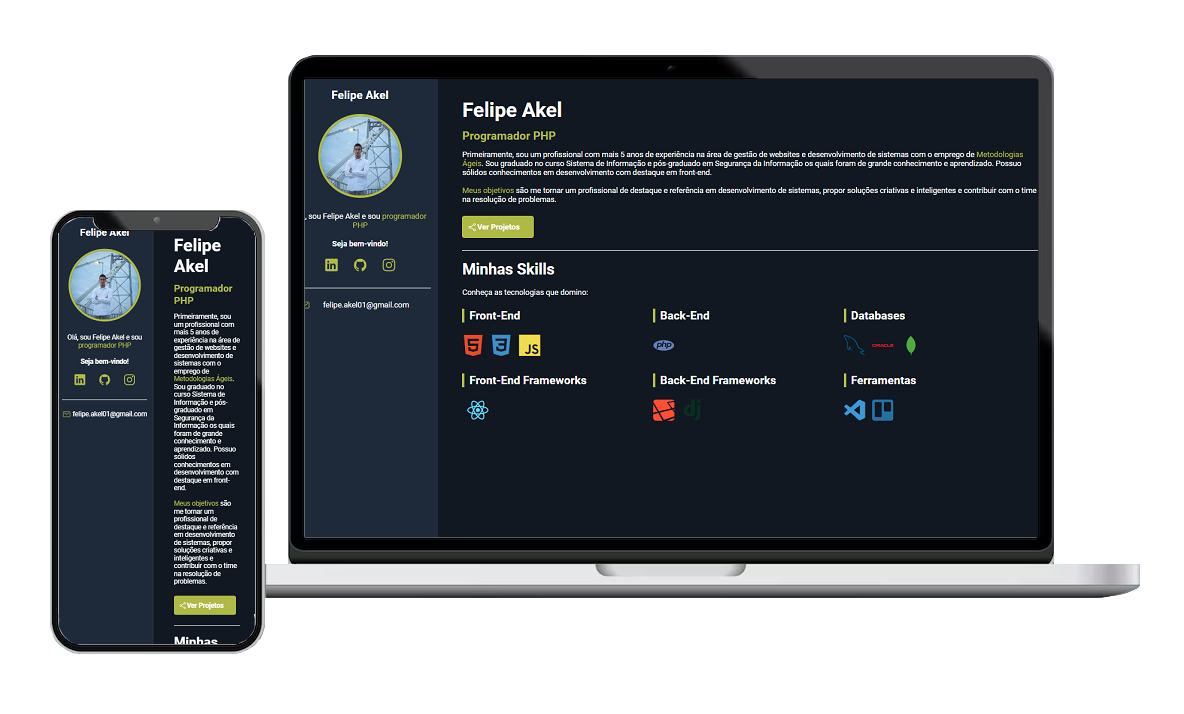 Felipe Akel
, sou Felipe Akel e sou programador
PHP
Seja bem-vindo!
felipe.akel01@gmail.com
Felipe Akel
Programador PHP
Primeiramente, sou um profissional com mais 5 anos de experiência na área de gestão de websites e desenvolvimento de sistemas com o emprego de Metodologias
Ágeis. Sou graduado no curso Sistema de Informação e pós-graduado em Segurança da Informação os quais foram de grande conhecimento e aprendizado. Possuo
sólidos conhecimentos em desenvolvimento com destaque em front-end.
Meus objetivos são me tornar um profissional de destaque e referência em desenvolvimento de sistemas, propor soluções criativas e inteligentes e contribuir com o time
na resolução de problemas.
Ver Projetos
Minhas Skills
Conheça as tecnologias que domino:
Front-End
Back-End
Databases
5 3 JS
php
ORACLE
Front-End Frameworks
Back-End Frameworks
Ferramentas
dj
Felipe Akel
Olá, sou Felipe Akel e sou
programador PHP
Seja bem-vindo!
in
felipe.akel01@gmail.com
Felipe
Akel
Programador
PHP
Primeiramente, sou
um profissional com
mais 5 anos de
experiência na área de
gestão de websites e
desenvolvimento de
sistemas com o
emprego de
Metodologias Ágeis.
Sou graduado no
curso Sistema de
Informação e pós-
graduado em
Segurança da
Informação os quais
foram de grande
conhecimento e
aprendizado. Possuo
sólidos
conhecimentos em
desenvolvimento com
destaque em front-
end.
Meus objetivos são
me tornar um
profissional de
destaque e referência
em desenvolvimento
de sistemas, propor
soluções criativas e
inteligentes e
contribuir com o time
na resolução de
problemas.
Ver Projetos
Minhas